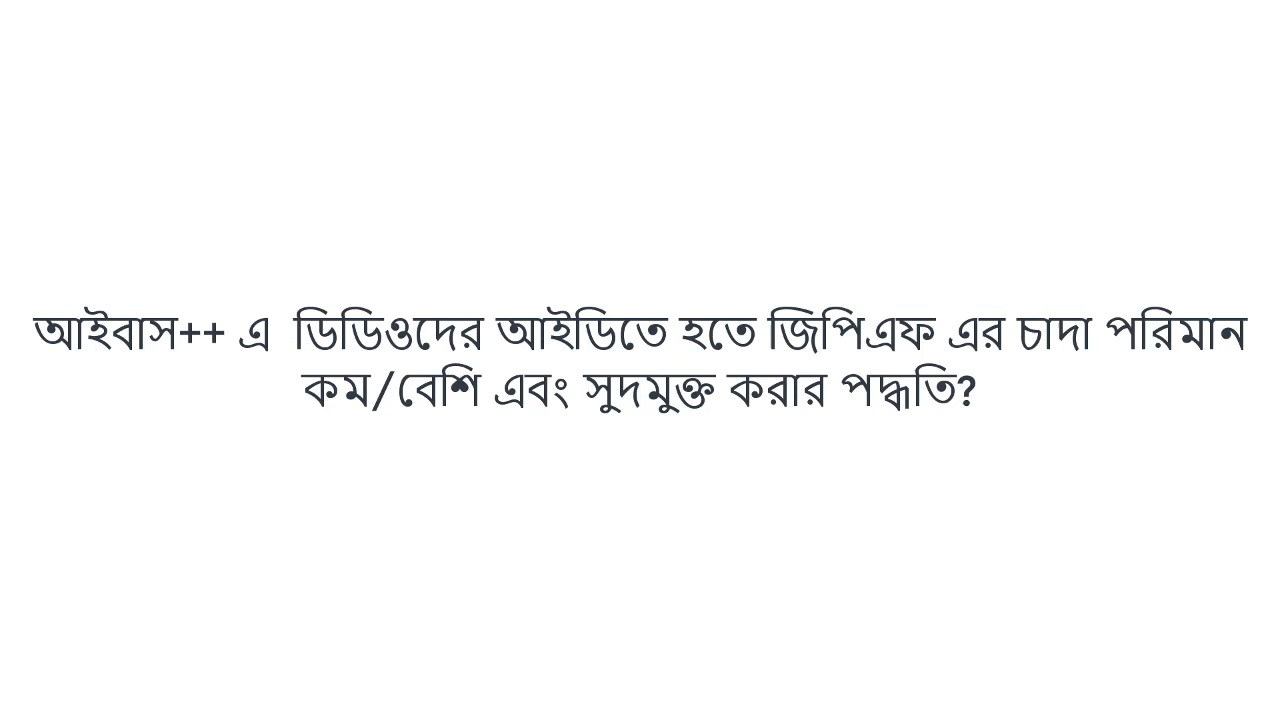 আইবাস++ এ  ডিডিওদের আইডিতে হতে জিপিএফ এর চাদা পরিমান
কম/বেশি এবং সুদমুক্ত করার পদ্ধতি?